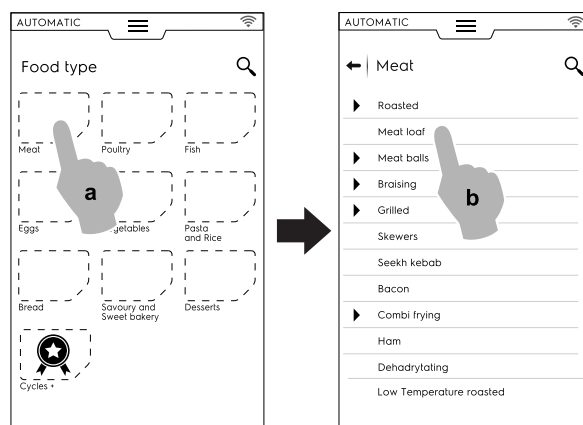 AUTOMATIC
Food type
Meat
Poultry
Fish
a
Eggs
Pasta
and Rice
Bread
Savoury and
Sweet bakery
Desserts
Cycles +
AUTOMATIC
Meat
Roasted
Meat loaf
Meat balls
Braising
b
Grilled
Skewers
Seekh kebab
Bacon
Combi frying
Ham
Dehadrytating
Low Temperature roasted